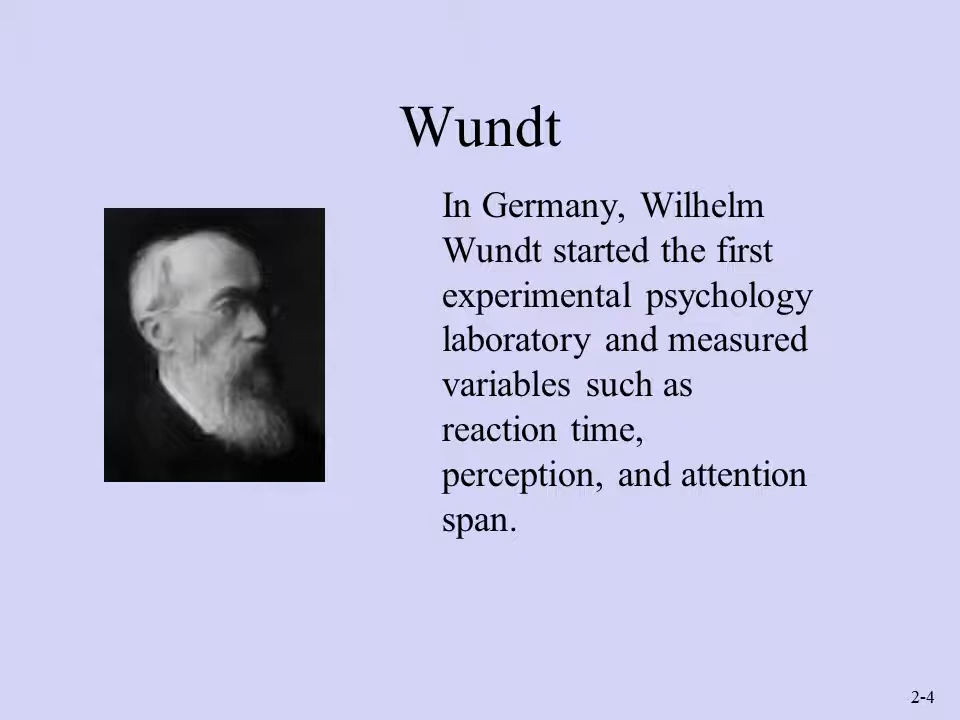 Wundt
In Germany, Wilhelm
Wundt started the first
experimental psychology
laboratory and measured
variables such as
reaction time,
perception, and attention
span.
2-4